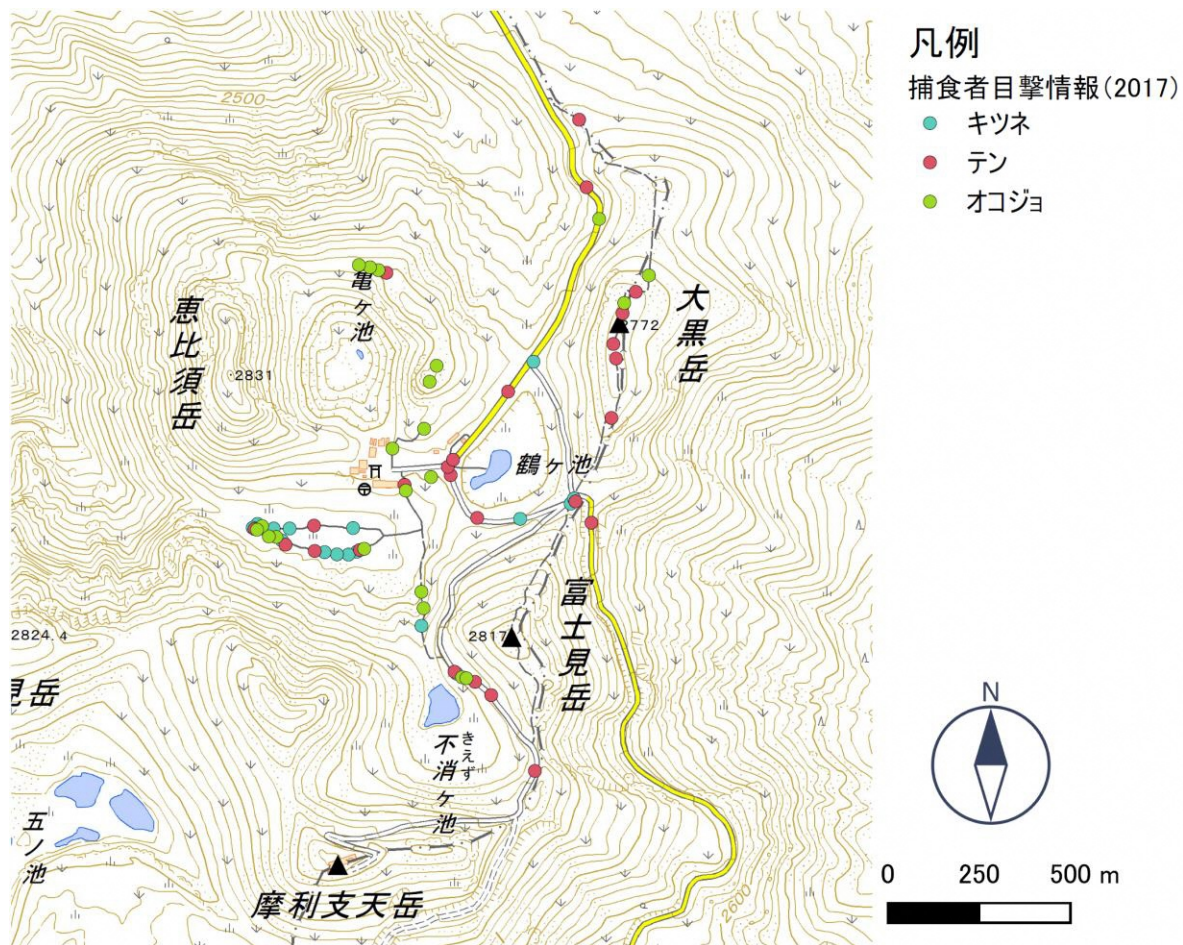 凡例
捕食者目撃情報(2017)
キツネ
テン
オコジョ
2500
亀ヶ池
恵比須岳
2831
大黒岳
2772
鶴ヶ池
富士見岳
2817
2824.4
見岳
不消ヶ池
きえず
五ノ池
摩利支天岳
2600
N
0 250 500 m